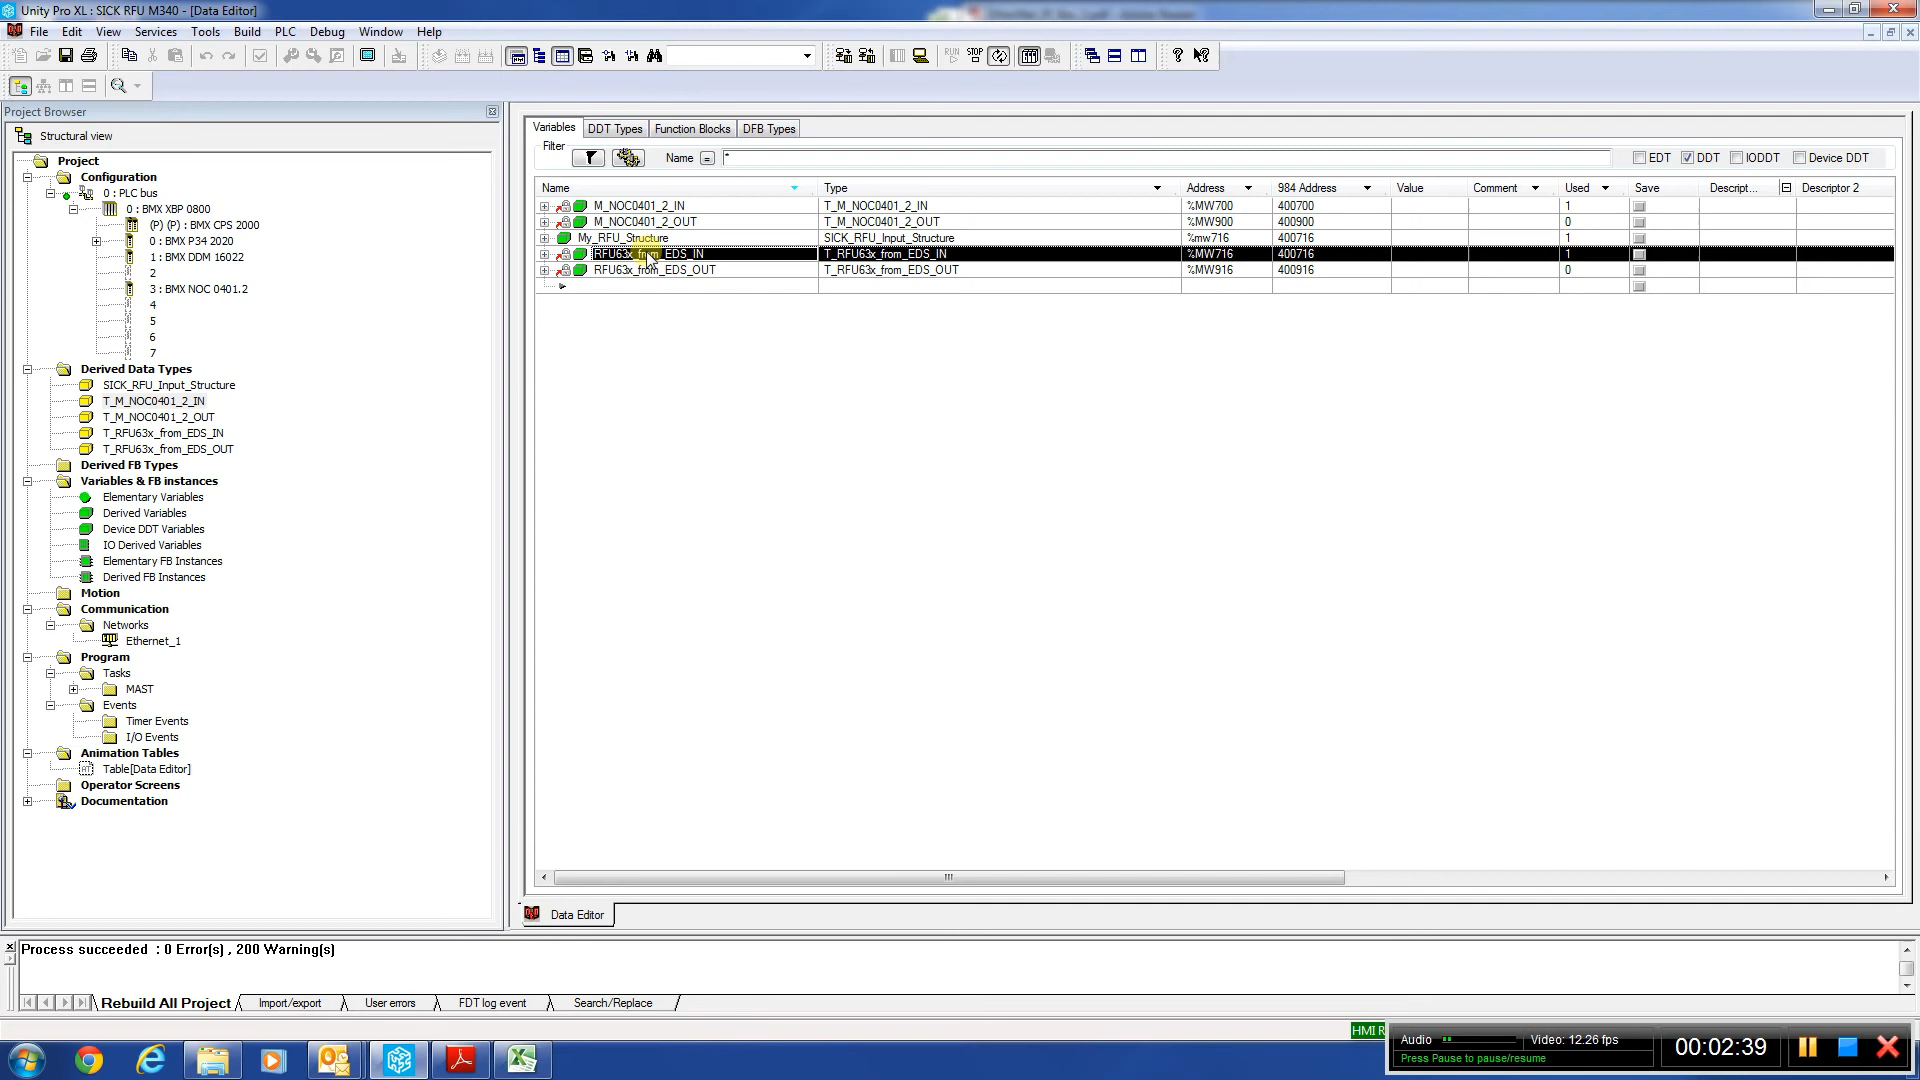 Unity Pro XL : SICK RFU M340 - [Data Editor]
File Edit View Services Tools Build PLC Debug Window Help
RUN STOP
Project Browser
Structural view
Project
Configuration
0 : PLC bus
0 : BMX XBP 0800
(P) (P) : BMX CPS 2000
0 : BMX P34 2020
1 : BMX DDM 16022
2
3 : BMX NOC 0401.2
4
5
6
7
Derived Data Types
SICK_RFU_Input_Structure
T_M_NOC0401_2_IN
T_M_NOC0401_2_OUT
T_RFU63x_from_EDS_IN
T_RFU63x_from_EDS_OUT
Derived FB Types
Variables & FB instances
Elementary Variables
Derived Variables
Device DDT Variables
IO Derived Variables
Elementary FB Instances
Derived FB Instances
Motion
Communication
Networks
Ethernet_1
Program
Tasks
MAST
Events
Timer Events
I/O Events
Animation Tables
Table[Data Editor]
Operator Screens
Documentation
Variables DDT Types Function Blocks DFB Types
Filter
Name = * EDT DDT IODDT Device DDT
Name Type Address 984 Address Value Comment Used Save Descript... Descriptor 2
M_NOC0401_2_IN T_M_NOC0401_2_IN %MW700 400700 1
M_NOC0401_2_OUT T_M_NOC0401_2_OUT %MW900 400900 0
My_RFU_Structure SICK_RFU_Input_Structure %mw716 400716 1
RFU63x_from_EDS_IN T_RFU63x_from_EDS_IN %MW716 400716 1
RFU63x_from_EDS_OUT T_RFU63x_from_EDS_OUT %MW916 400916 0
Data Editor
Process succeeded : 0 Error(s) , 200 Warning(s)
Rebuild All Project Import/export User errors FDT log event Search/Replace
HMI R
Audio Video: 12.26 fps
Press Pause to pause/resume
00:02:39